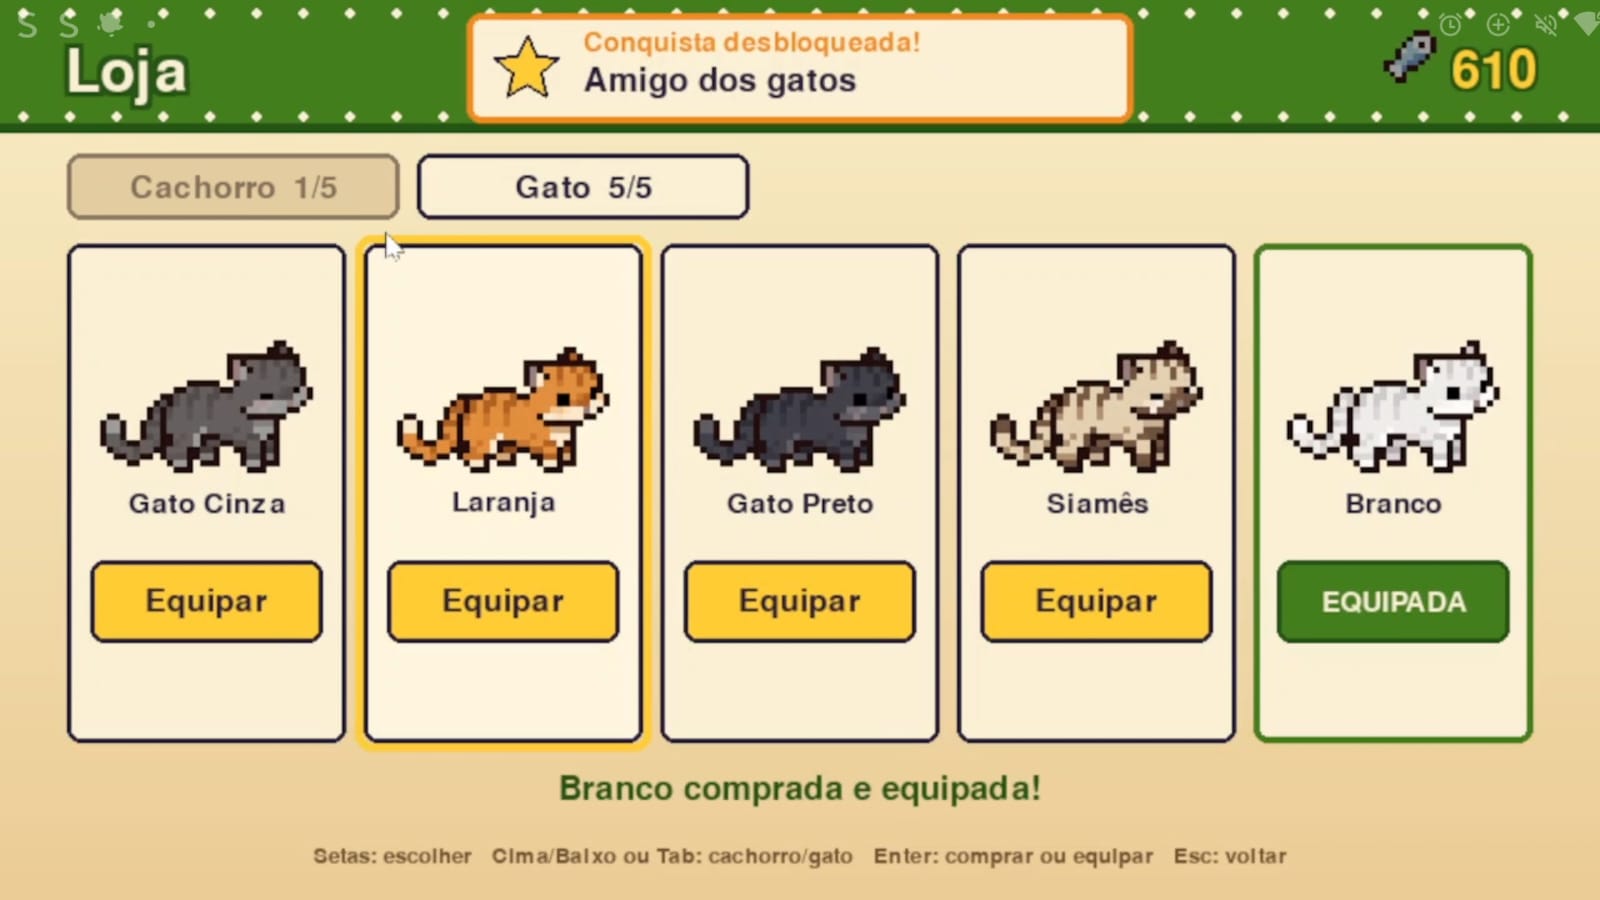 S S
Conquista desbloqueada!
Loja
Amigo dos gatos
610
Cachorro 1/5
Gato 5/5
Gato Cinza
Laranja
Gato Preto
Siamês
Branco
Equipar
Equipar
Equipar
Equipar
EQUIPADA
Branco comprada e equipada!
Setas: escolher Cima/Baixo ou Tab: cachorro/gato Enter: comprar ou equipar Esc: voltar